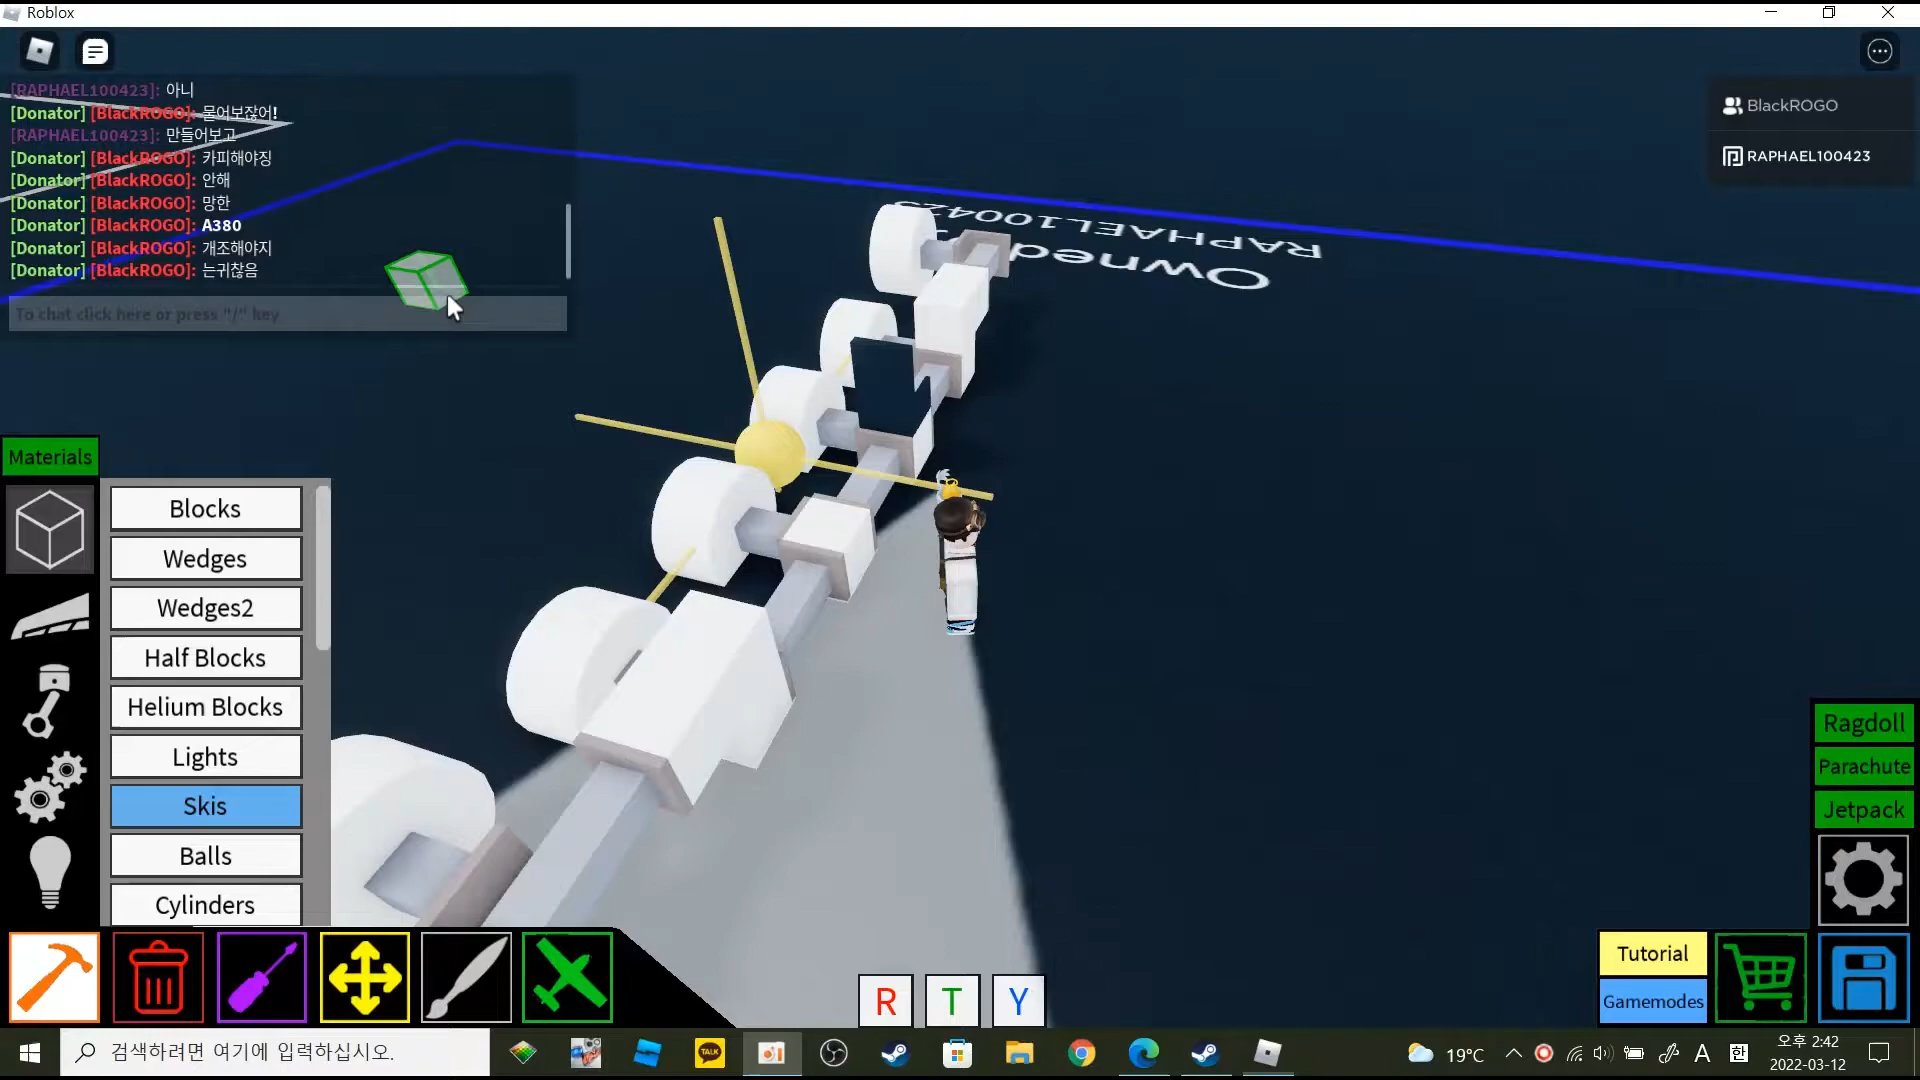 Roblox
[RAPHAEL100423]: 아니
[Donator] [BlackROGO]: 물어보잖어!
[RAPHAEL100423]: 만들어보고
[Donator] [BlackROGO]: 카피해야징
[Donator] [BlackROGO]: 안해
[Donator] [BlackROGO]: 망한
[Donator] [BlackROGO]: A380
[Donator] [BlackROGO]: 개조해야지
[Donator] [BlackROGO]: 는귀찮음
To chat click here or press "/" key
BlackROGO
RAPHAEL100423
RAPHAEL100423
Owned
Materials
Blocks
Wedges
Wedges2
Half Blocks
Helium Blocks
Lights
Skis
Balls
Cylinders
Ragdoll
Parachute
Jetpack
Tutorial
Gamemodes
R T Y
검색하려면 여기에 입력하십시오.
TALK
19°C
A
한
오후 2:42
2022-03-12